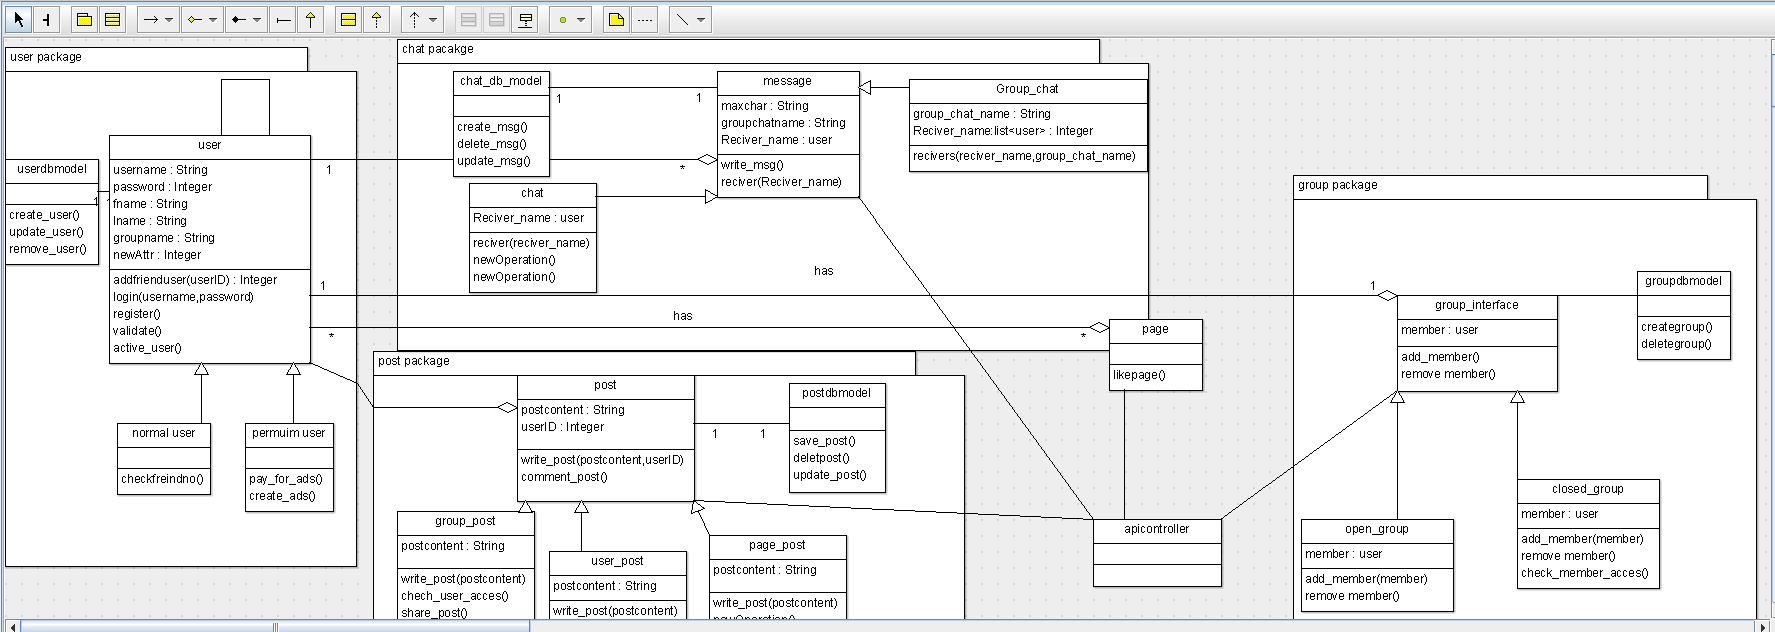 user package
userdbmodel
create_user()
update_user()
remove_user()
1
user
username : String
password : Integer
fname : String
lname : String
groupname : String
newAttr : Integer
addfrienduser(userID) : Integer
login(username,password)
register()
validate()
active_user()
normal user
checkfreindno()
permuim user
pay_for_ads()
create_ads()
1
1
*
chat pacakge
chat_db_model
create_msg()
delete_msg()
update_msg()
1
1
*
message
maxchar : String
groupchatname : String
Reciver_name : user
write_msg()
reciver(Reciver_name)
Group_chat
group_chat_name : String
Reciver_name:list<user> : Integer
recivers(reciver_name,group_chat_name)
chat
Reciver_name : user
reciver(reciver_name)
newOperation()
newOperation()
has
has
*
page
likepage()
post package
post
postcontent : String
userID : Integer
write_post(postcontent,userID)
comment_post()
1
1
postdbmodel
save_post()
deletpost()
update_post()
group_post
postcontent : String
write_post(postcontent)
chech_user_acces()
share_post()
user_post
postcontent : String
write_post(postcontent)
page_post
postcontent : String
write_post(postcontent)
newOperation()
apicontroller
group package
1
group_interface
member : user
add_member()
remove member()
groupdbmodel
creategroup()
deletegroup()
open_group
member : user
add_member(member)
remove member()
closed_group
member : user
add_member(member)
remove member()
check_member_acces()